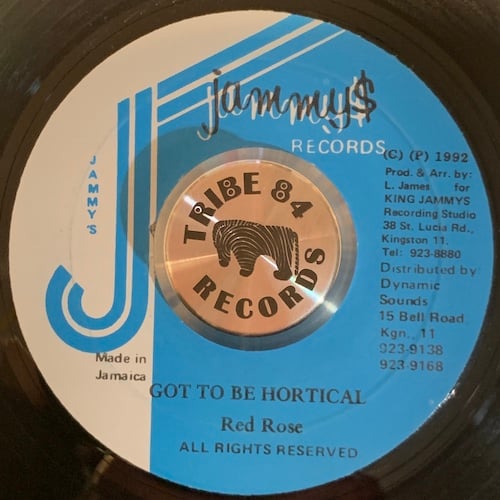 jammy$
RECORDS
(C) (P) 1992
Prod. & Arr. by:
L. James for
KING JAMMYS
Recording Studio
38 St. Lucia Rd.,
Kingston 11.
Tel: 923-8880
Distributed by
Dynamic
Sounds
15 Bell Road
Kgn., 11
923-9138
923-9168
JAMMY'S
TRIBE 84
RECORDS
Made in
Jamaica
GOT TO BE HORTICAL
Red Rose
ALL RIGHTS RESERVED